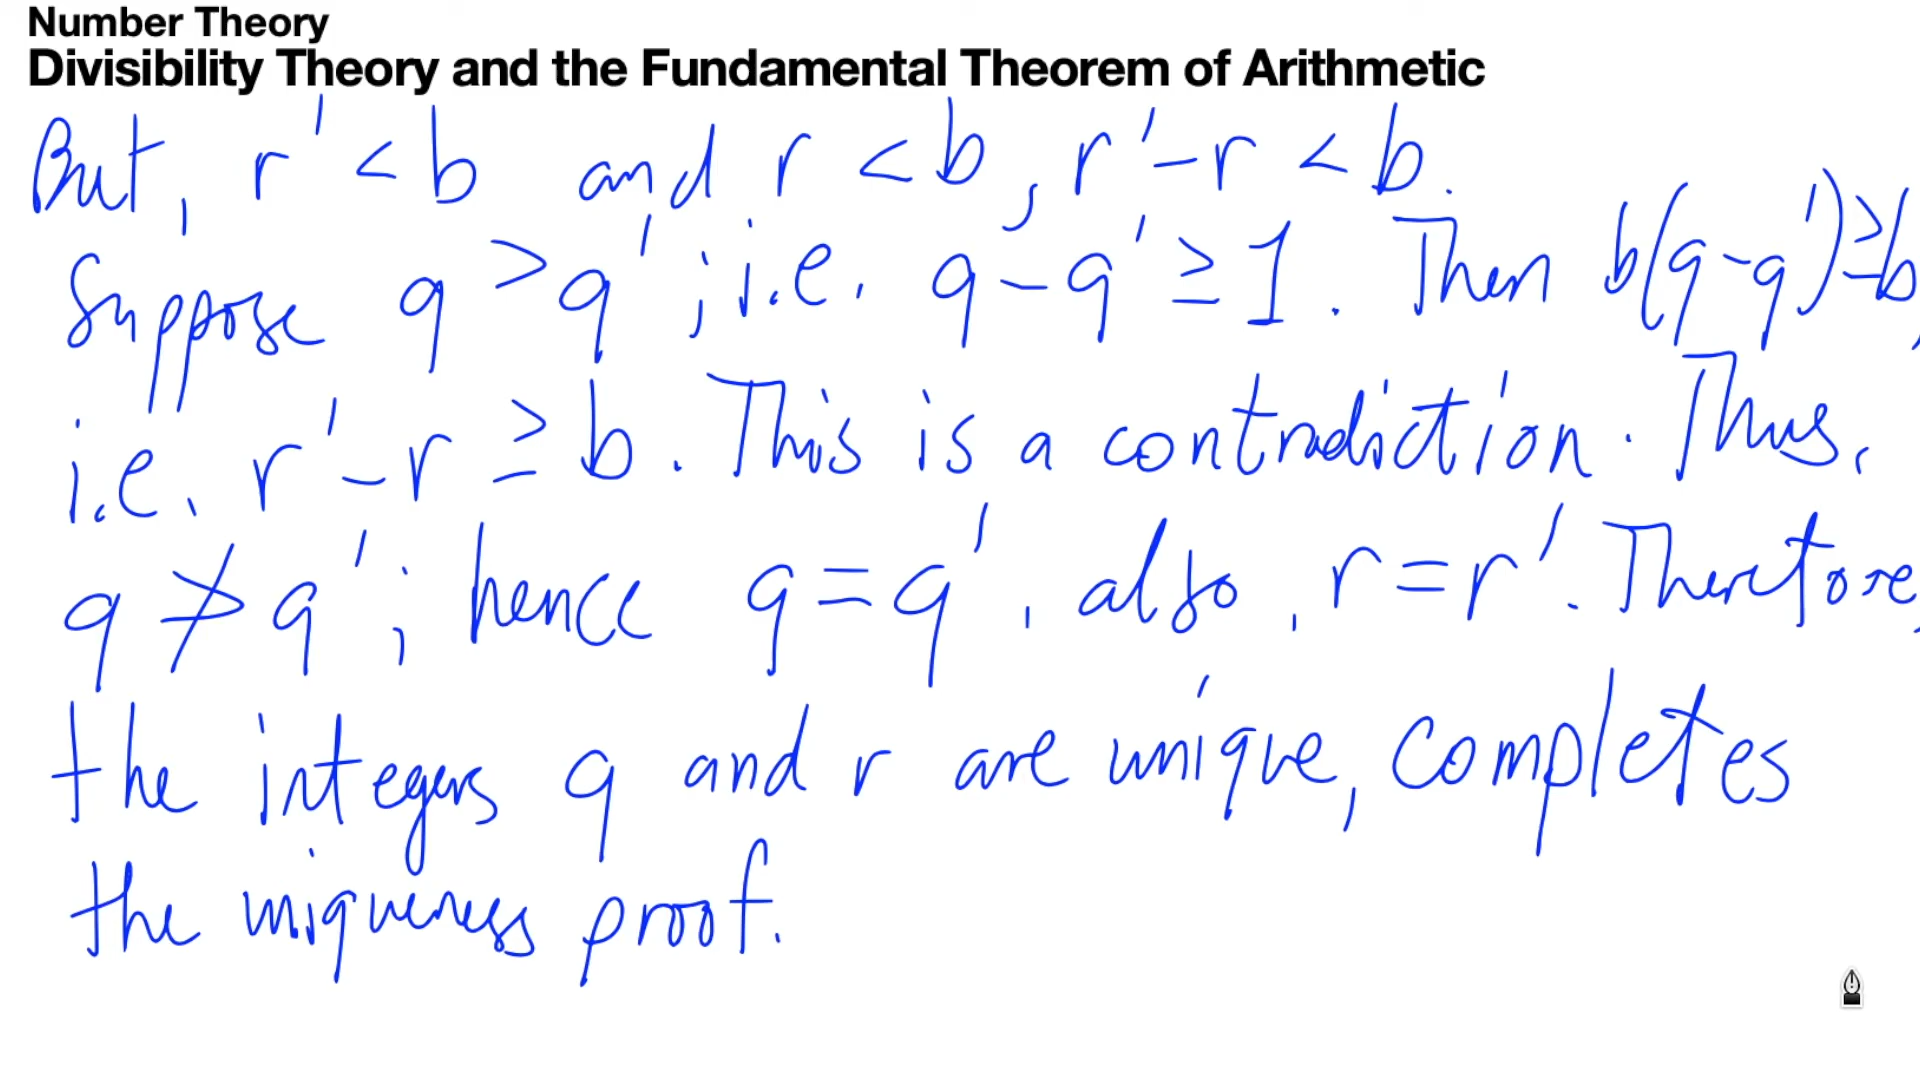 Number Theory
Divisibility Theory and the Fundamental Theorem of Arithmetic
But, r' < b and r < b, r' - r < b.
Suppose q > q'; i.e. q - q' ≥ 1. Then b(q - q') ≥ b,
i.e. r' - r ≥ b. This is a contradiction. Thus,
q ≯ q'; hence q = q', also, r = r'. Therefore,
the integers q and r are unique, completes
the uniqueness proof.